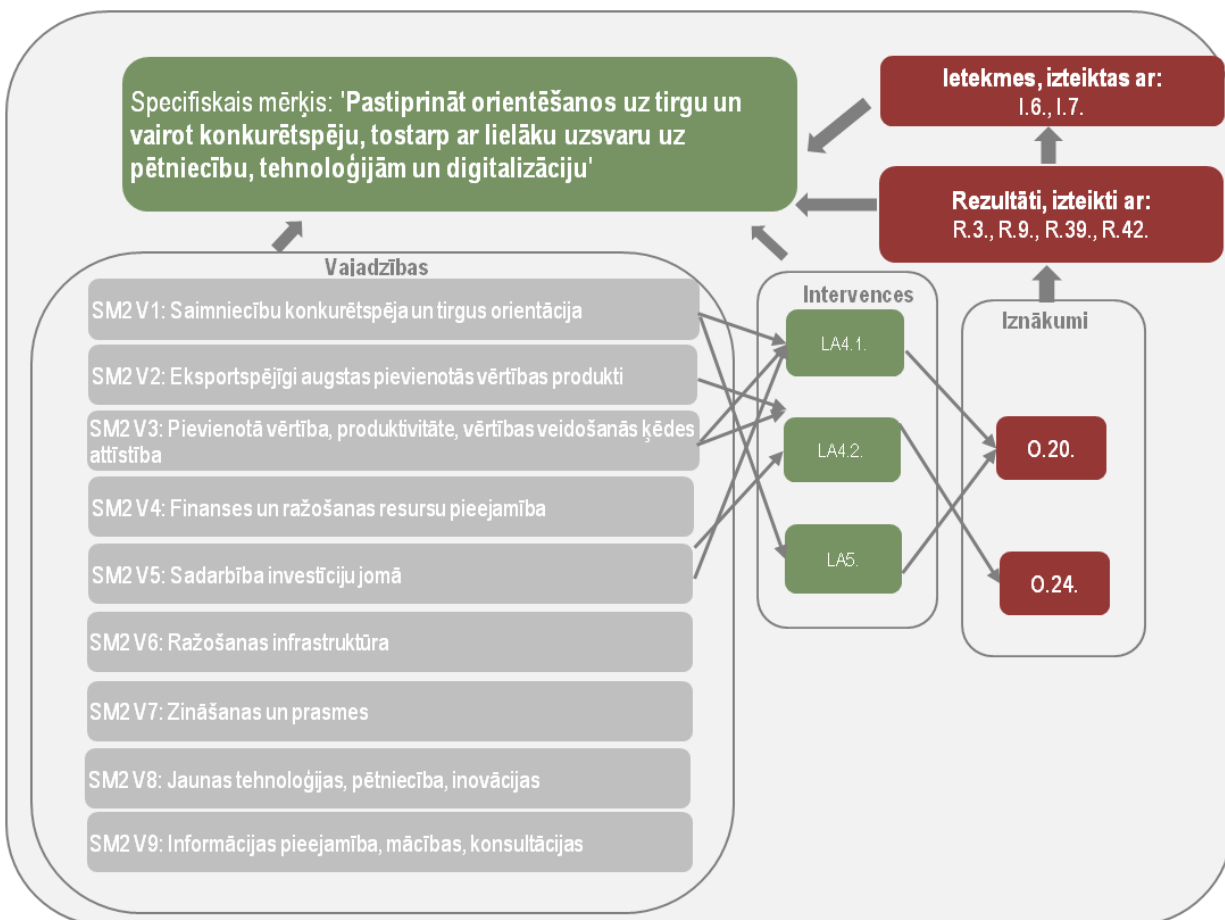 Specifiskais mērķis: 'Pastiprināt orientēšanos uz tirgu un
vairot konkurētspēju, tostarp ar lielāku uzsvaru uz
pētniecību, tehnoloģijām un digitalizāciju'
Ietekmes, izteiktas ar:
I.6., I.7.
Rezultāti, izteikti ar:
R.3., R.9., R.39., R.42.
Vajadzības
SM2 V1: Saimniecību konkurētspēja un tirgus orientācija
SM2 V2: Eksportspējīgi augstas pievienotās vērtības produkti
SM2 V3: Pievienotā vērtība, produktivitāte, vērtības veidošanās ķēdes
attīstība
SM2 V4: Finanses un ražošanas resursu pieejamība
SM2 V5: Sadarbība investīciju jomā
SM2 V6: Ražošanas infrastruktūra
SM2 V7: Zināšanas un prasmes
SM2 V8: Jaunas tehnoloģijas, pētniecība, inovācijas
SM2 V9: Informācijas pieejamība, mācības, konsultācijas
Intervences
LA4.1.
LA4.2.
LA5.
Iznākumi
O.20.
O.24.